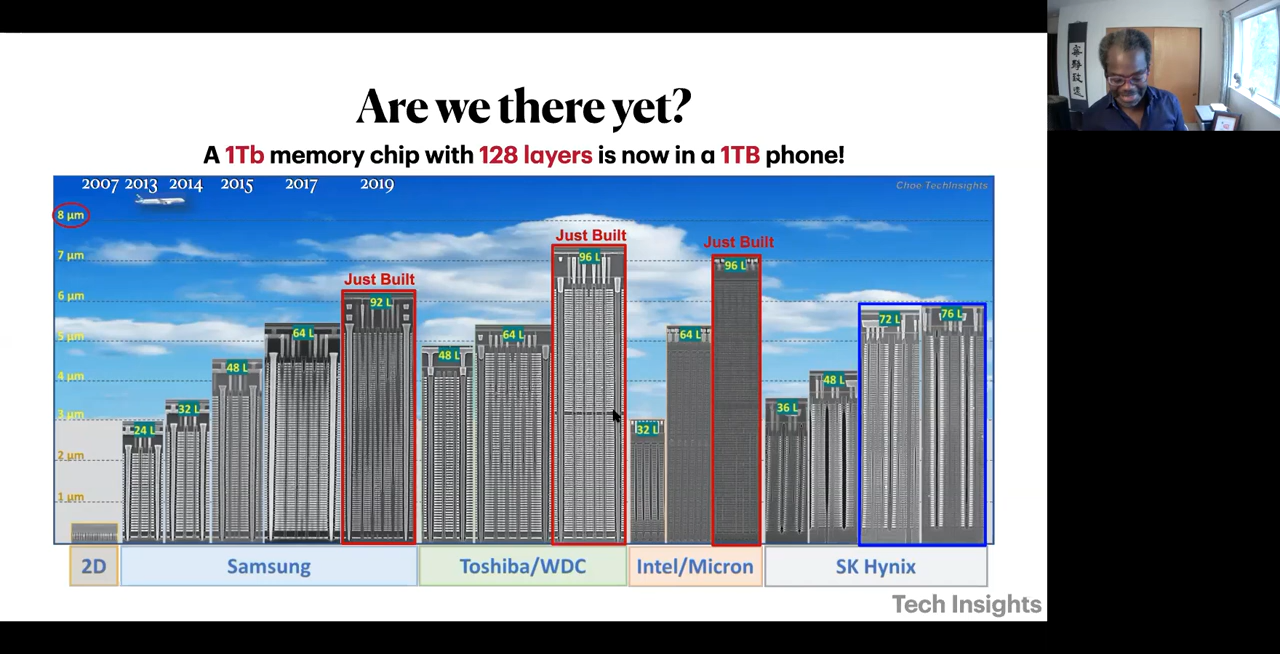 Are we there yet?
A 1Tb memory chip with 128 layers is now in a 1TB phone!
2007 2013 2014 2015 2017 2019
Choe TechInsights
8 µm
7 µm
6 µm
5 µm
4 µm
3 µm
2 µm
1 µm
24 L
32 L
48 L
64 L
Just Built
92 L
48 L
64 L
Just Built
96 L
32 L
64 L
Just Built
96 L
36 L
48 L
72 L
76 L
2D
Samsung
Toshiba/WDC
Intel/Micron
SK Hynix
Tech Insights